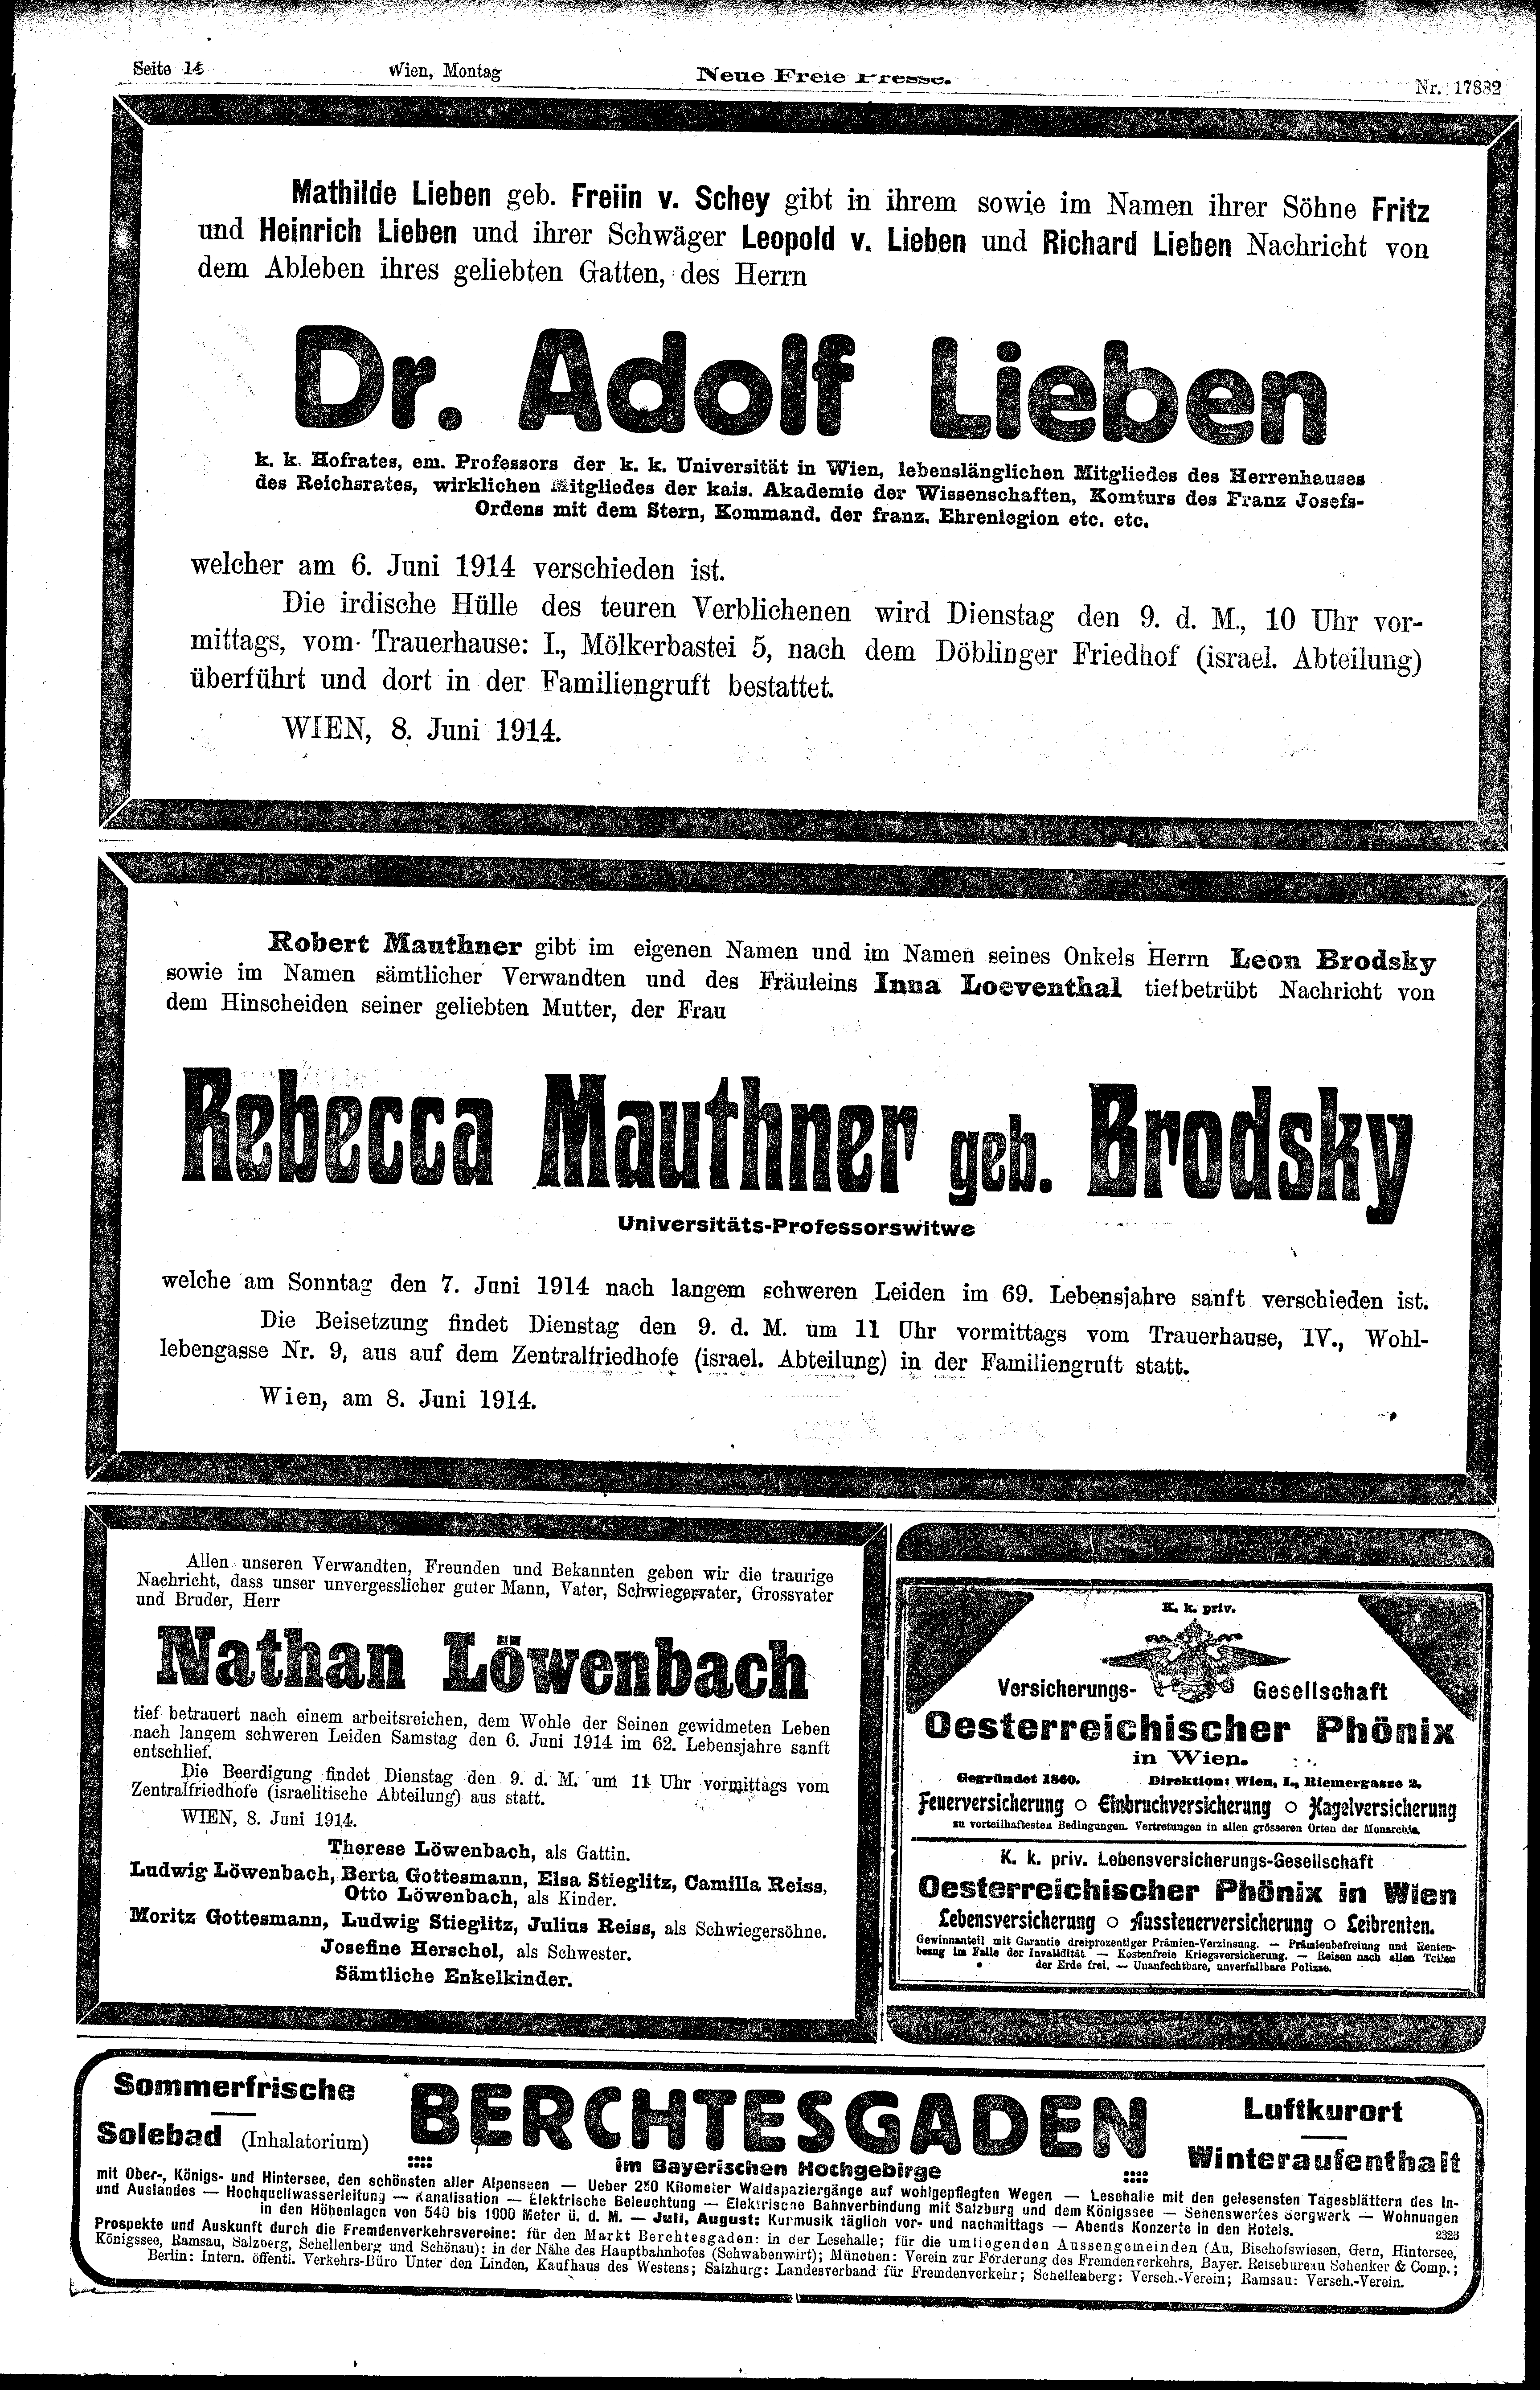 Seite 14 Wien, Montag Neue Freie Presse. Nr. 17882
Mathilde Lieben geb. Freiin v. Schey gibt in ihrem sowie im Namen ihrer Söhne Fritz
und Heinrich Lieben und ihrer Schwäger Leopold v. Lieben und Richard Lieben Nachricht von
dem Ableben ihres geliebten Gatten, des Herrn
Dr. Adolf Lieben
k. k. Hofrates, em. Professors der k. k. Universität in Wien, lebenslänglichen Mitgliedes des Herrenhauses
des Reichsrates, wirklichen Mitgliedes der kais. Akademie der Wissenschaften, Komturs des Franz Josefs-
Ordens mit dem Stern, Kommand. der franz. Ehrenlegion etc. etc.
welcher am 6. Juni 1914 verschieden ist.
Die irdische Hülle des teuren Verblichenen wird Dienstag den 9. d. M., 10 Uhr vor-
mittags, vom Trauerhause: I., Mölkerbastei 5, nach dem Döblinger Friedhof (israel. Abteilung)
überführt und dort in der Familiengruft bestattet.
WIEN, 8. Juni 1914.
Robert Mauthner gibt im eigenen Namen und im Namen seines Onkels Herrn Leon Brodsky
sowie im Namen sämtlicher Verwandten und des Fräuleins Inna Loeventhal tiefbetrübt Nachricht von
dem Hinscheiden seiner geliebten Mutter, der Frau
Rebecca Mauthner geb. Brodsky
Universitäts-Professorswitwe
welche am Sonntag den 7. Juni 1914 nach langem schweren Leiden im 69. Lebensjahre sanft verschieden ist.
Die Beisetzung findet Dienstag den 9. d. M. um 11 Uhr vormittags vom Trauerhause, IV., Wohl-
lebengasse Nr. 9, aus auf dem Zentralfriedhofe (israel. Abteilung) in der Familiengruft statt.
Wien, am 8. Juni 1914.
Allen unseren Verwandten, Freunden und Bekannten geben wir die traurige
Nachricht, dass unser unvergesslicher guter Mann, Vater, Schwiegervater, Grossvater
und Bruder, Herr
Nathan Löwenbach
tief betrauert nach einem arbeitsreichen, dem Wohle der Seinen gewidmeten Leben
nach langem schweren Leiden Samstag den 6. Juni 1914 im 62. Lebensjahre sanft
entschlief.
Die Beerdigung findet Dienstag den 9. d. M. um 11 Uhr vormittags vom
Zentralfriedhofe (israelitische Abteilung) aus statt.
WIEN, 8. Juni 1914.
Therese Löwenbach, als Gattin.
Ludwig Löwenbach, Berta Gottesmann, Elsa Stieglitz, Camilla Reiss,
Otto Löwenbach, als Kinder.
Moritz Gottesmann, Ludwig Stieglitz, Julius Reiss, als Schwiegersöhne.
Josefine Herschel, als Schwester.
Sämtliche Enkelkinder.
K. k. priv.
Versicherungs- Gesellschaft
Oesterreichischer Phönix
in Wien.
Gegründet 1860. Direktion: Wien, I., Riemergasse 2.
Feuerversicherung o Einbruchversicherung o Hagelversicherung
zu vorteilhaftesten Bedingungen. Vertretungen in allen grösseren Orten der Monarchie.
K. k. priv. Lebensversicherungs-Gesellschaft
Oesterreichischer Phönix in Wien
Lebensversicherung o Aussteuerversicherung o Leibrenten.
Gewinnanteil mit Garantie dreiprozentiger Prämien-Verzinsung. — Prämienbefreiung und Renten-
bezug im Falle der Invalidität. — Kostenfreie Kriegsversicherung. — Reisen nach allen Teilen
der Erde frei. — Unanfechtbare, unverfallbare Polizze.
Sommerfrische
Solebad (Inhalatorium)
BERCHTESGADEN
im Bayerischen Hochgebirge
Luftkurort
Winteraufenthalt
mit Ober-, Königs- und Hintersee, den schönsten aller Alpenseen — Ueber 250 Kilometer Waldspaziergänge auf wohlgepflegten Wegen — Lesehalle mit den gelesensten Tagesblättern des In-
und Auslandes — Hochquellwasserleitung — Kanalisation — Elektrische Beleuchtung — Elektrische Bahnverbindung mit Salzburg und dem Königssee — Sehenswertes Bergwerk — Wohnungen
in den Höhenlagen von 540 bis 1000 Meter ü. d. M. — Juli, August: Kurmusik täglich vor- und nachmittags — Abends Konzerte in den Hotels. 2323
Prospekte und Auskunft durch die Fremdenverkehrsvereine: für den Markt Berchtesgaden: in der Lesehalle; für die umliegenden Aussengemeinden (Au, Bischofswiesen, Gern, Hintersee,
Königssee, Ramsau, Salzberg, Schellenberg und Schönau): in der Nähe des Hauptbahnhofes (Schwabenwirt); München: Verein zur Förderung des Fremdenverkehrs, Bayer. Reisebureau Schenker & Comp.;
Berlin: Intern. öffentl. Verkehrs-Büro Unter den Linden, Kaufhaus des Westens; Salzburg: Landesverband für Fremdenverkehr; Schellenberg: Versch.-Verein; Ramsau: Versch.-Verein.